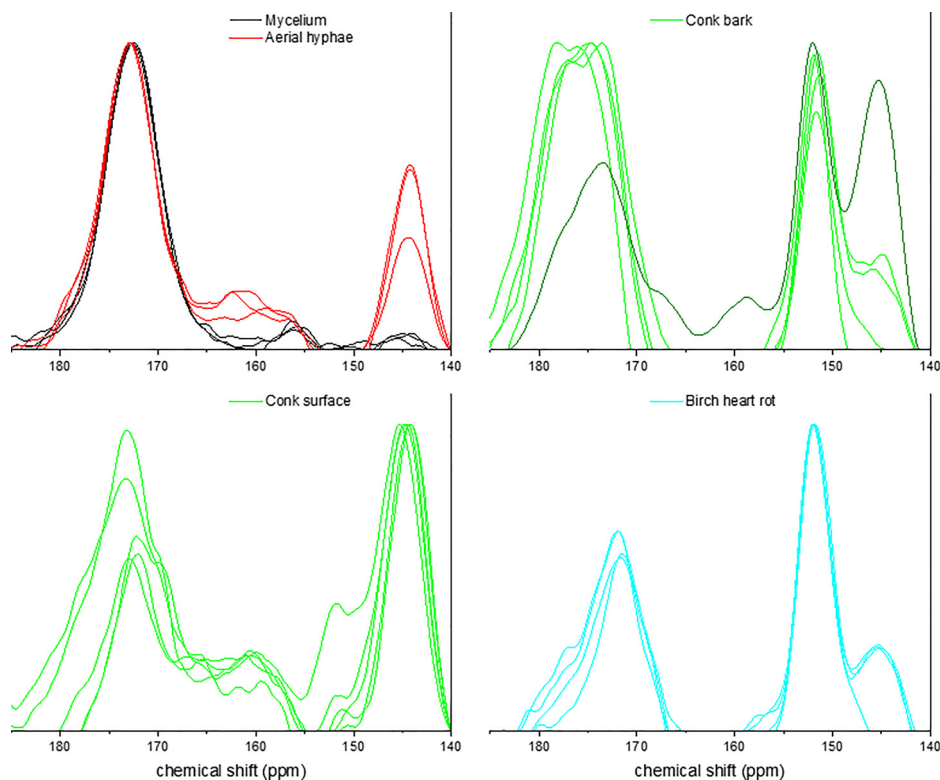 Mycelium
Aerial hyphae
180 170 160 150 140
Conk bark
180 170 160 150 140
Conk surface
180 170 160 150 140
chemical shift (ppm)
Birch heart rot
180 170 160 150 140
chemical shift (ppm)